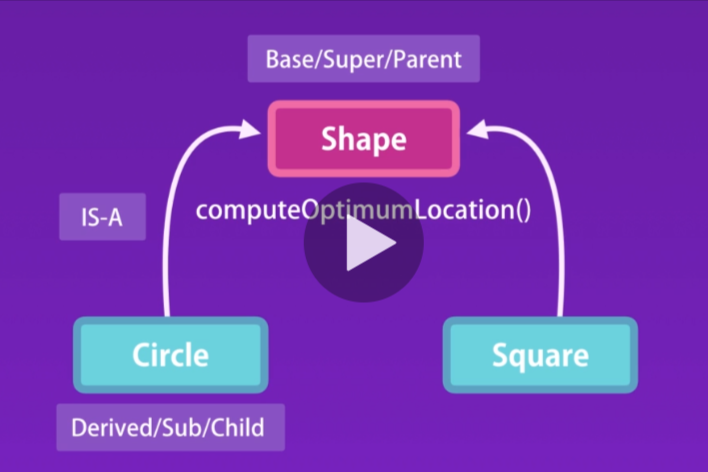 Base/Super/Parent
Shape
IS-A
computeOptimumLocation()
Circle
Square
Derived/Sub/Child